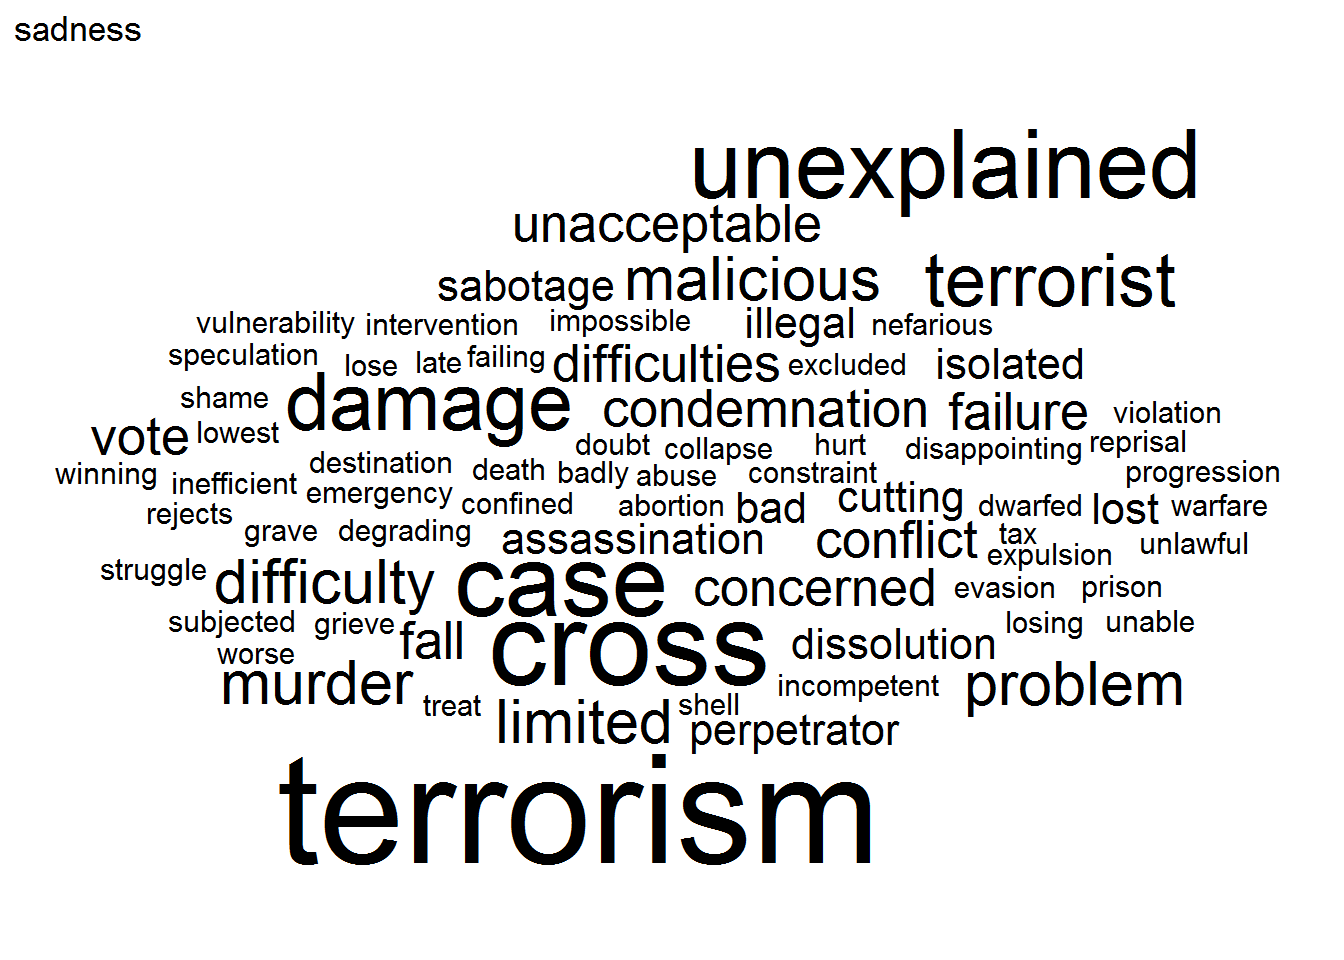 sadness
unexplained
unacceptable
sabotage malicious terrorist
vulnerability intervention impossible illegal nefarious
speculation lose late failing difficulties excluded isolated
shame damage condemnation failure violation
vote lowest doubt collapse hurt disappointing reprisal
winning inefficient destination death badly abuse constraint progression
rejects emergency confined abortion bad cutting dwarfed lost warfare
grave degrading assassination conflict tax expulsion unlawful
struggle difficulty case concerned evasion prison
subjected grieve fall cross dissolution losing unable
worse
murder treat limited shell incompetent problem
perpetrator
terrorism